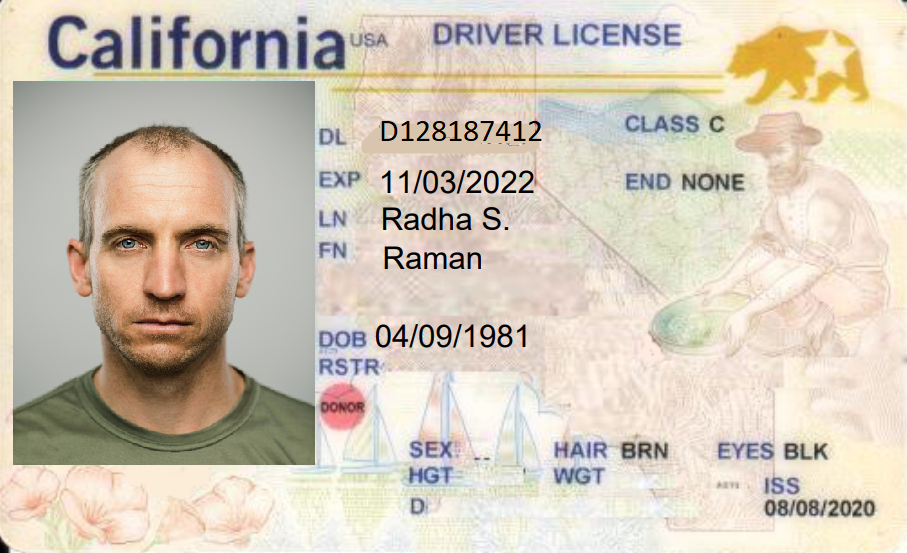 California USA DRIVER LICENSE
DL D128187412 CLASS C
EXP 11/03/2022 END NONE
LN Radha S.
FN Raman
DOB 04/09/1981
RSTR
DONOR
SEX HAIR BRN EYES BLK
HGT WGT ISS
D 08/08/2020